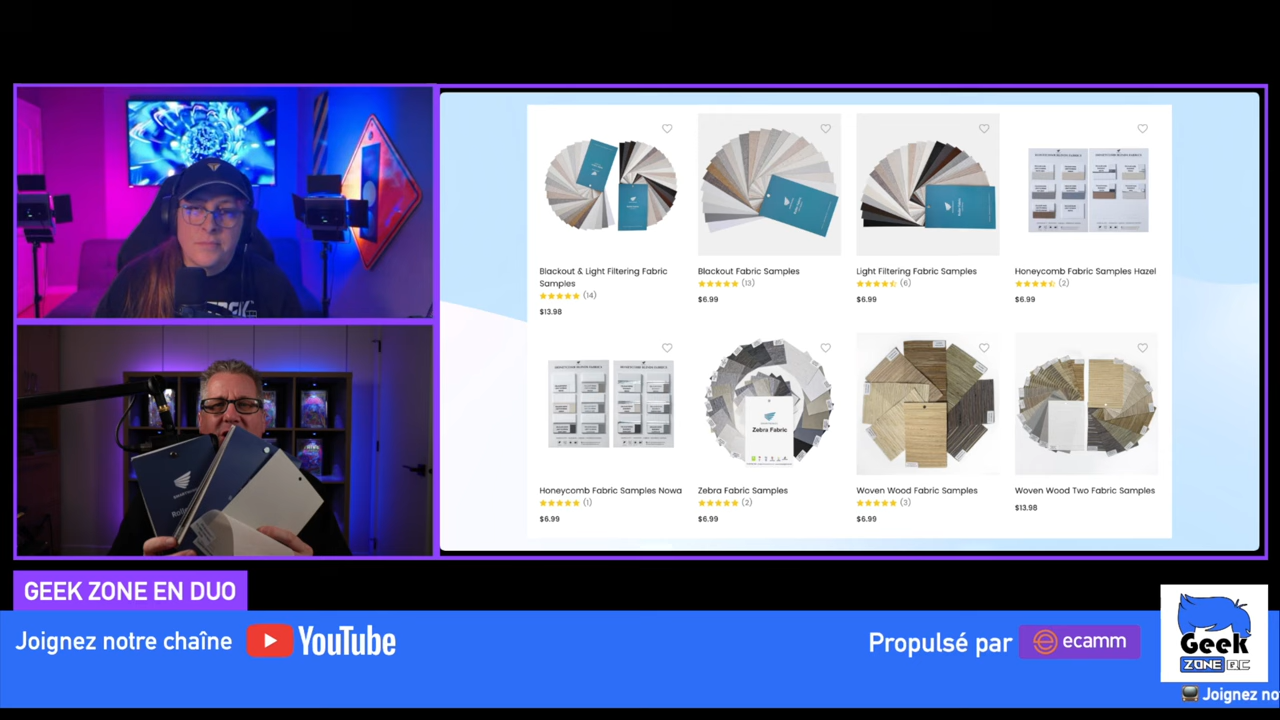 Blackout & Light Filtering Fabric
Samples
(14)
$13.98
Blackout Fabric Samples
(13)
$6.99
Light Filtering Fabric Samples
(6)
$6.99
Honeycomb Fabric Samples Hazel
(2)
$6.99
Honeycomb Fabric Samples Nowa
(1)
$6.99
Zebra Fabric
Zebra Fabric Samples
(2)
$6.99
Woven Wood Fabric Samples
(3)
$6.99
Woven Wood Two Fabric Samples
$13.98
GEEK ZONE EN DUO
Joignez notre chaîne YouTube
Propulsé par ecamm
Geek
ZONE QC
Joignez no